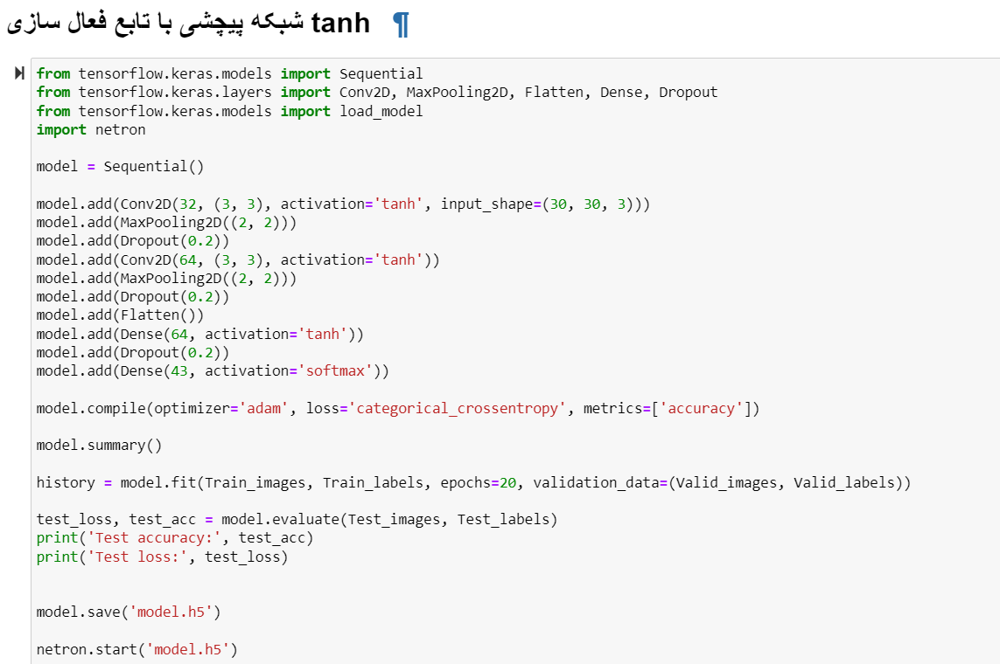 شبکه پیچشی با تابع فعال سازی tanh ¶
from tensorflow.keras.models import Sequential
from tensorflow.keras.layers import Conv2D, MaxPooling2D, Flatten, Dense, Dropout
from tensorflow.keras.models import load_model
import netron
model = Sequential()
model.add(Conv2D(32, (3, 3), activation='tanh', input_shape=(30, 30, 3)))
model.add(MaxPooling2D((2, 2)))
model.add(Dropout(0.2))
model.add(Conv2D(64, (3, 3), activation='tanh'))
model.add(MaxPooling2D((2, 2)))
model.add(Dropout(0.2))
model.add(Flatten())
model.add(Dense(64, activation='tanh'))
model.add(Dropout(0.2))
model.add(Dense(43, activation='softmax'))
model.compile(optimizer='adam', loss='categorical_crossentropy', metrics=['accuracy'])
model.summary()
history = model.fit(Train_images, Train_labels, epochs=20, validation_data=(Valid_images, Valid_labels))
test_loss, test_acc = model.evaluate(Test_images, Test_labels)
print('Test accuracy:', test_acc)
print('Test loss:', test_loss)
model.save('model.h5')
netron.start('model.h5')